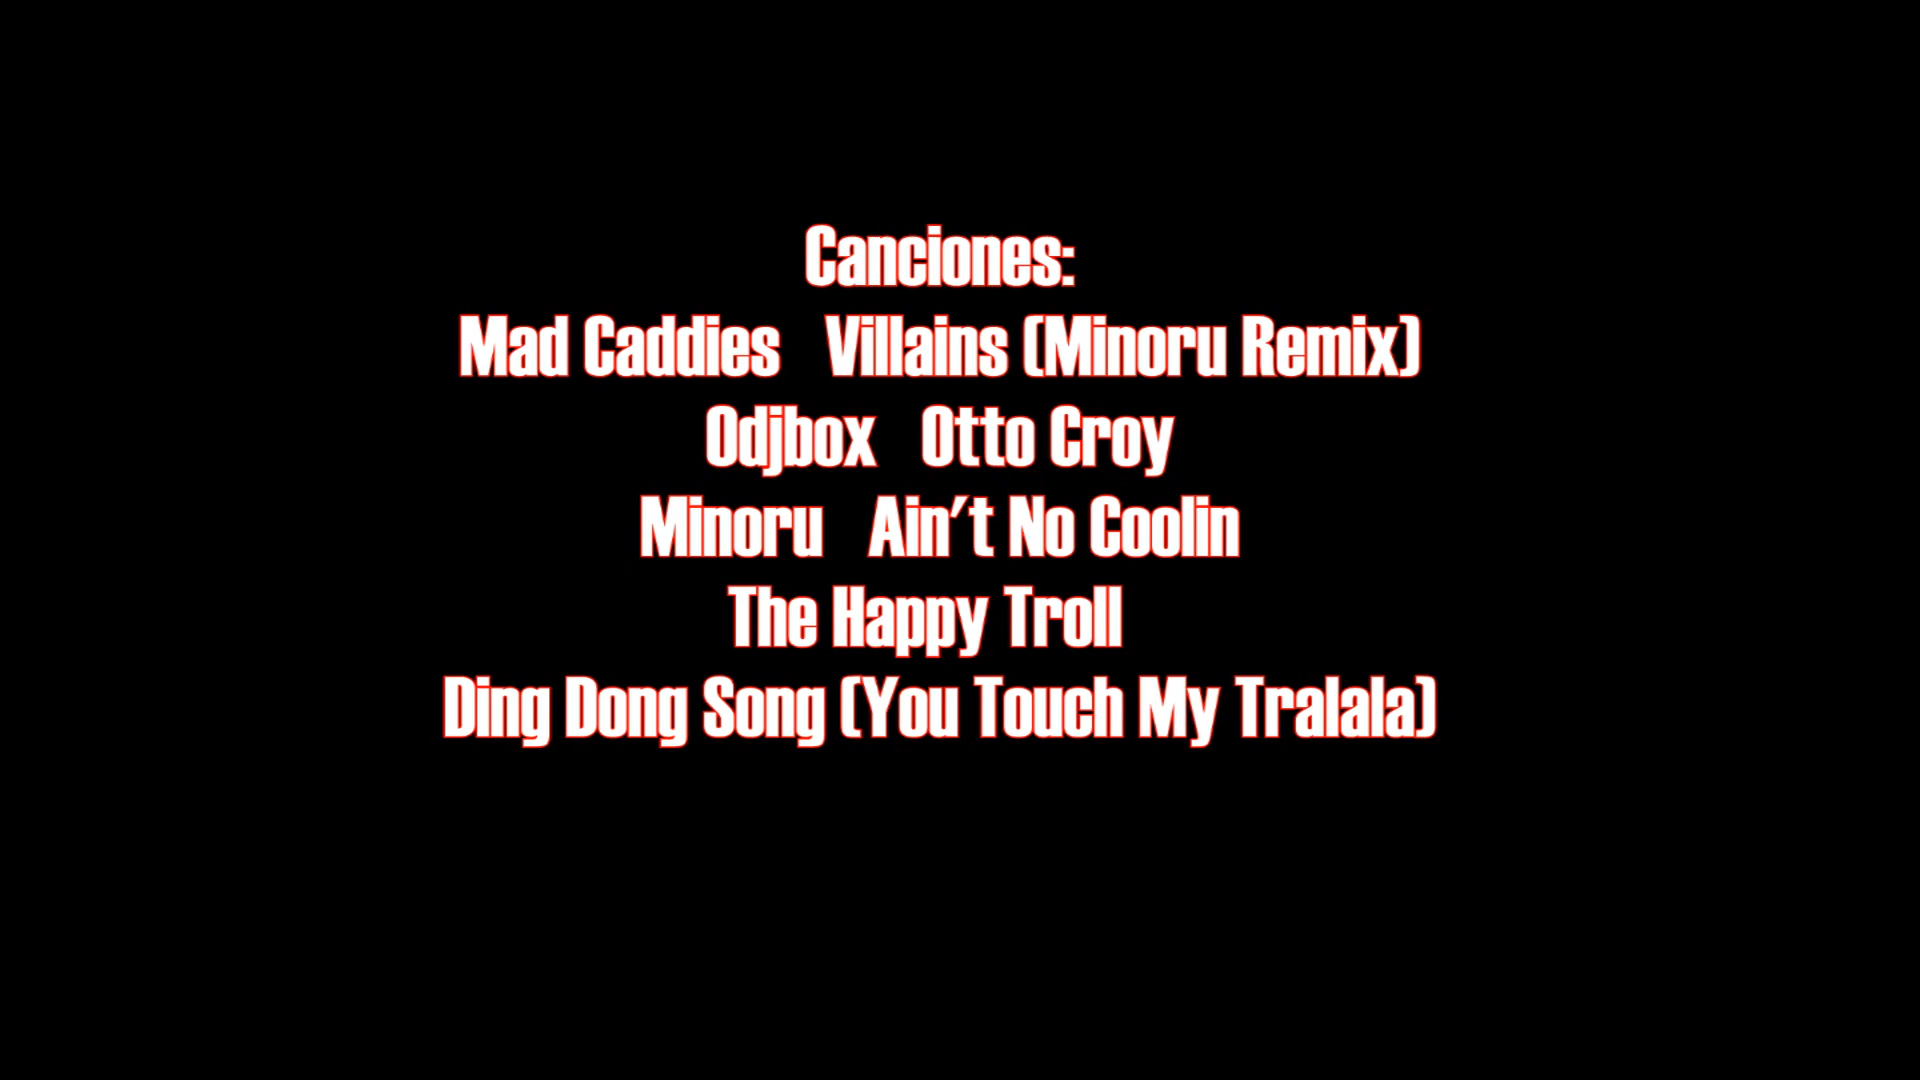 Canciones:
Mad Caddies   Villains (Minoru Remix)
Odjbox   Otto Croy
Minoru   Ain't No Coolin
The Happy Troll
Ding Dong Song (You Touch My Tralala)